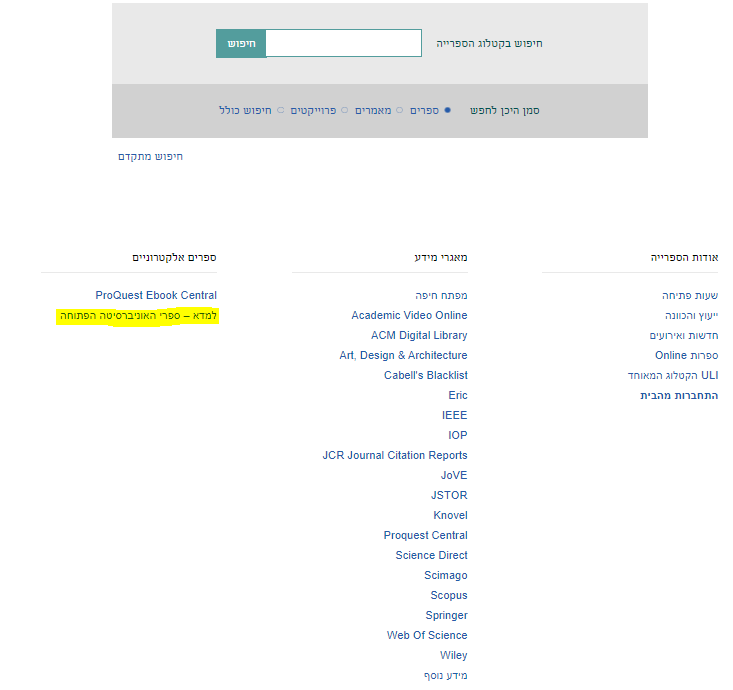 חיפוש בקטלוג הספרייה
חיפוש
סמן היכן לחפש
ספרים
מאמרים
פרוייקטים
חיפוש כולל
חיפוש מתקדם
אודות הספרייה
שעות פתיחה
ייעוץ והכוונה
חדשות ואירועים
ספרות Online
ULI הקטלוג המאוחד
התחברות מהבית
מאגרי מידע
מפתח חיפה
Academic Video Online
ACM Digital Library
Art, Design & Architecture
Cabell's Blacklist
Eric
IEEE
IOP
JCR Journal Citation Reports
JoVE
JSTOR
Knovel
Proquest Central
Science Direct
Scimago
Scopus
Springer
Web Of Science
Wiley
מידע נוסף
ספרים אלקטרוניים
ProQuest Ebook Central
למדא – ספרי האוניברסיטה הפתוחה